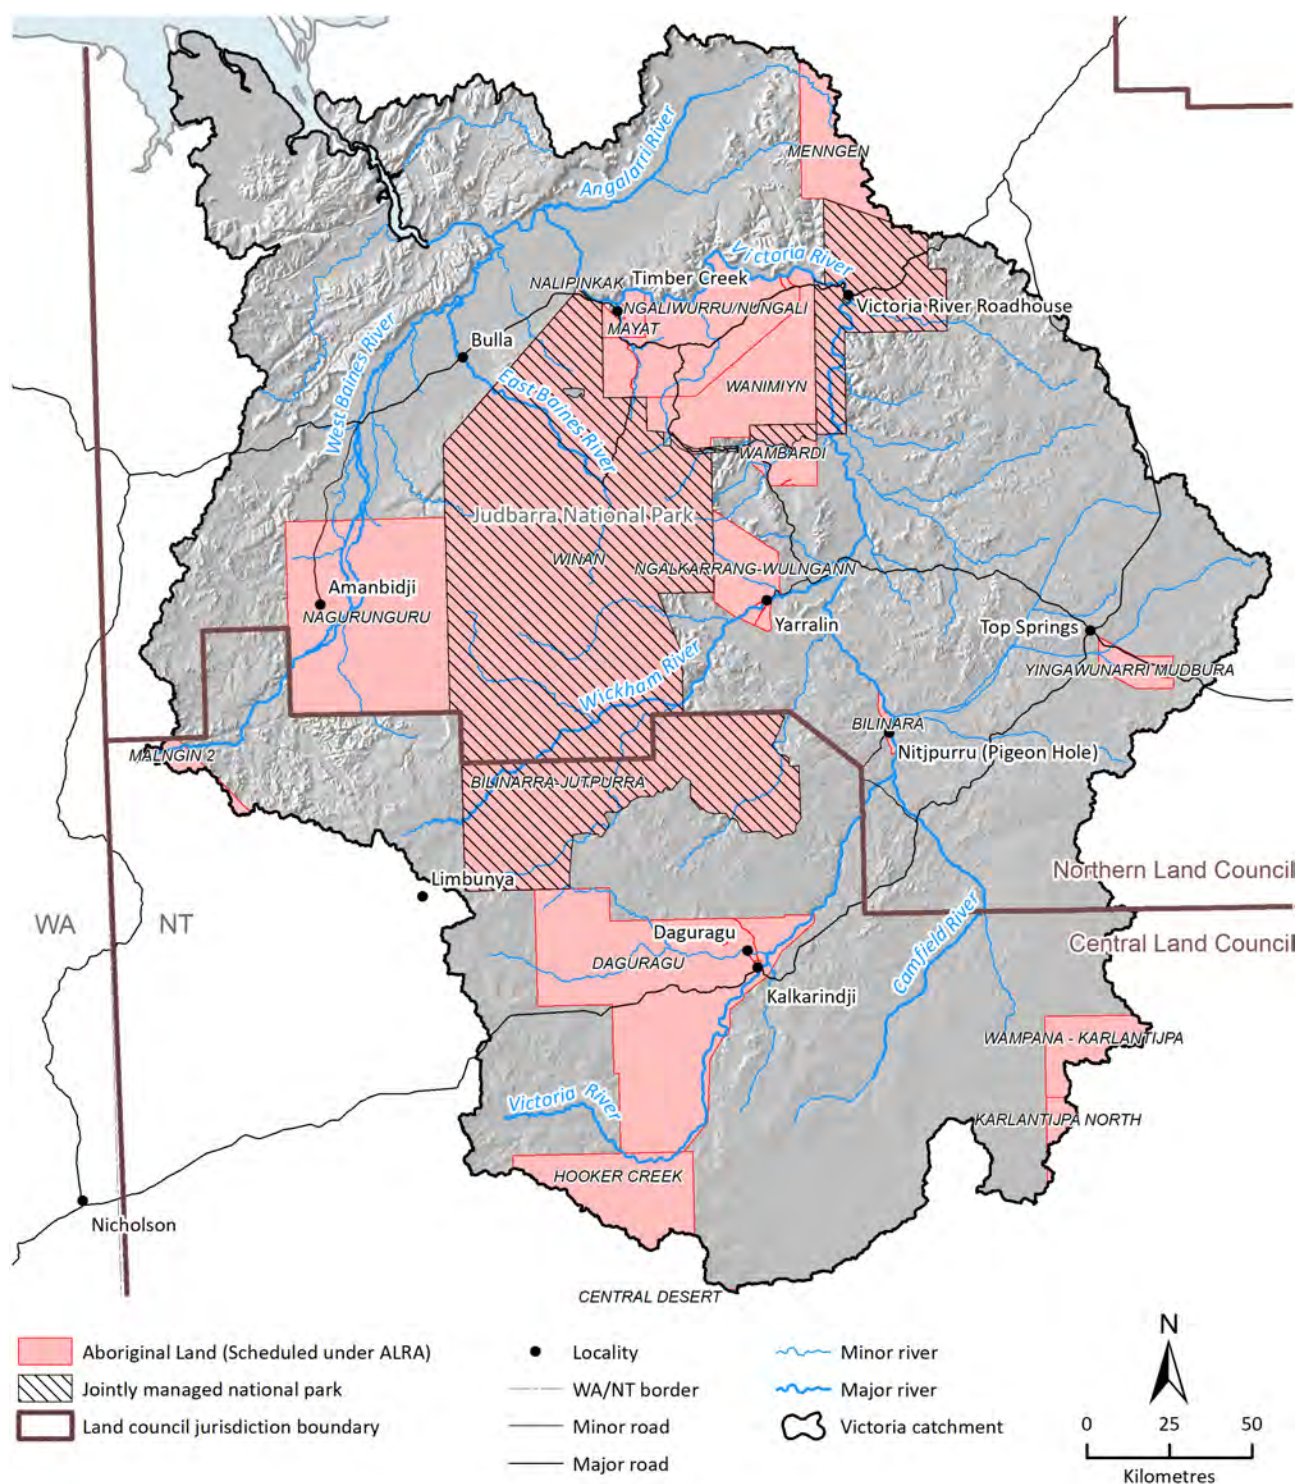 MENNGEN
Angalarri River
Victoria River
NALIPINKAK
Timber Creek
NGALIWURRU/NUNGALI
Victoria River Roadhouse
MAYAT
Bulla
WANIMIYN
West Baines River
East Baines River
WAMBARDI
Judbarra National Park
WINAN
NGALKARRANG-WULNGANN
Amanbidji
NAGURUNGURU
Yarralin
Top Springs
YINGAWUNARRI MUDBURA
Wickham River
BILINARA
Nitjpurru (Pigeon Hole)
MALNGIN 2
BILINARRA-JUTPURRA
Northern Land Council
Limbunya
WA
NT
Central Land Council
Daguragu
DAGURAGU
Camfield River
Kalkarindji
WAMPANA - KARLANTIJPA
Victoria River
KARLANTIJPA NORTH
HOOKER CREEK
Nicholson
CENTRAL DESERT
Aboriginal Land (Scheduled under ALRA)
Jointly managed national park
Land council jurisdiction boundary
Locality
WA/NT border
Minor road
Major road
Minor river
Major river
Victoria catchment
N
0 25 50
Kilometres